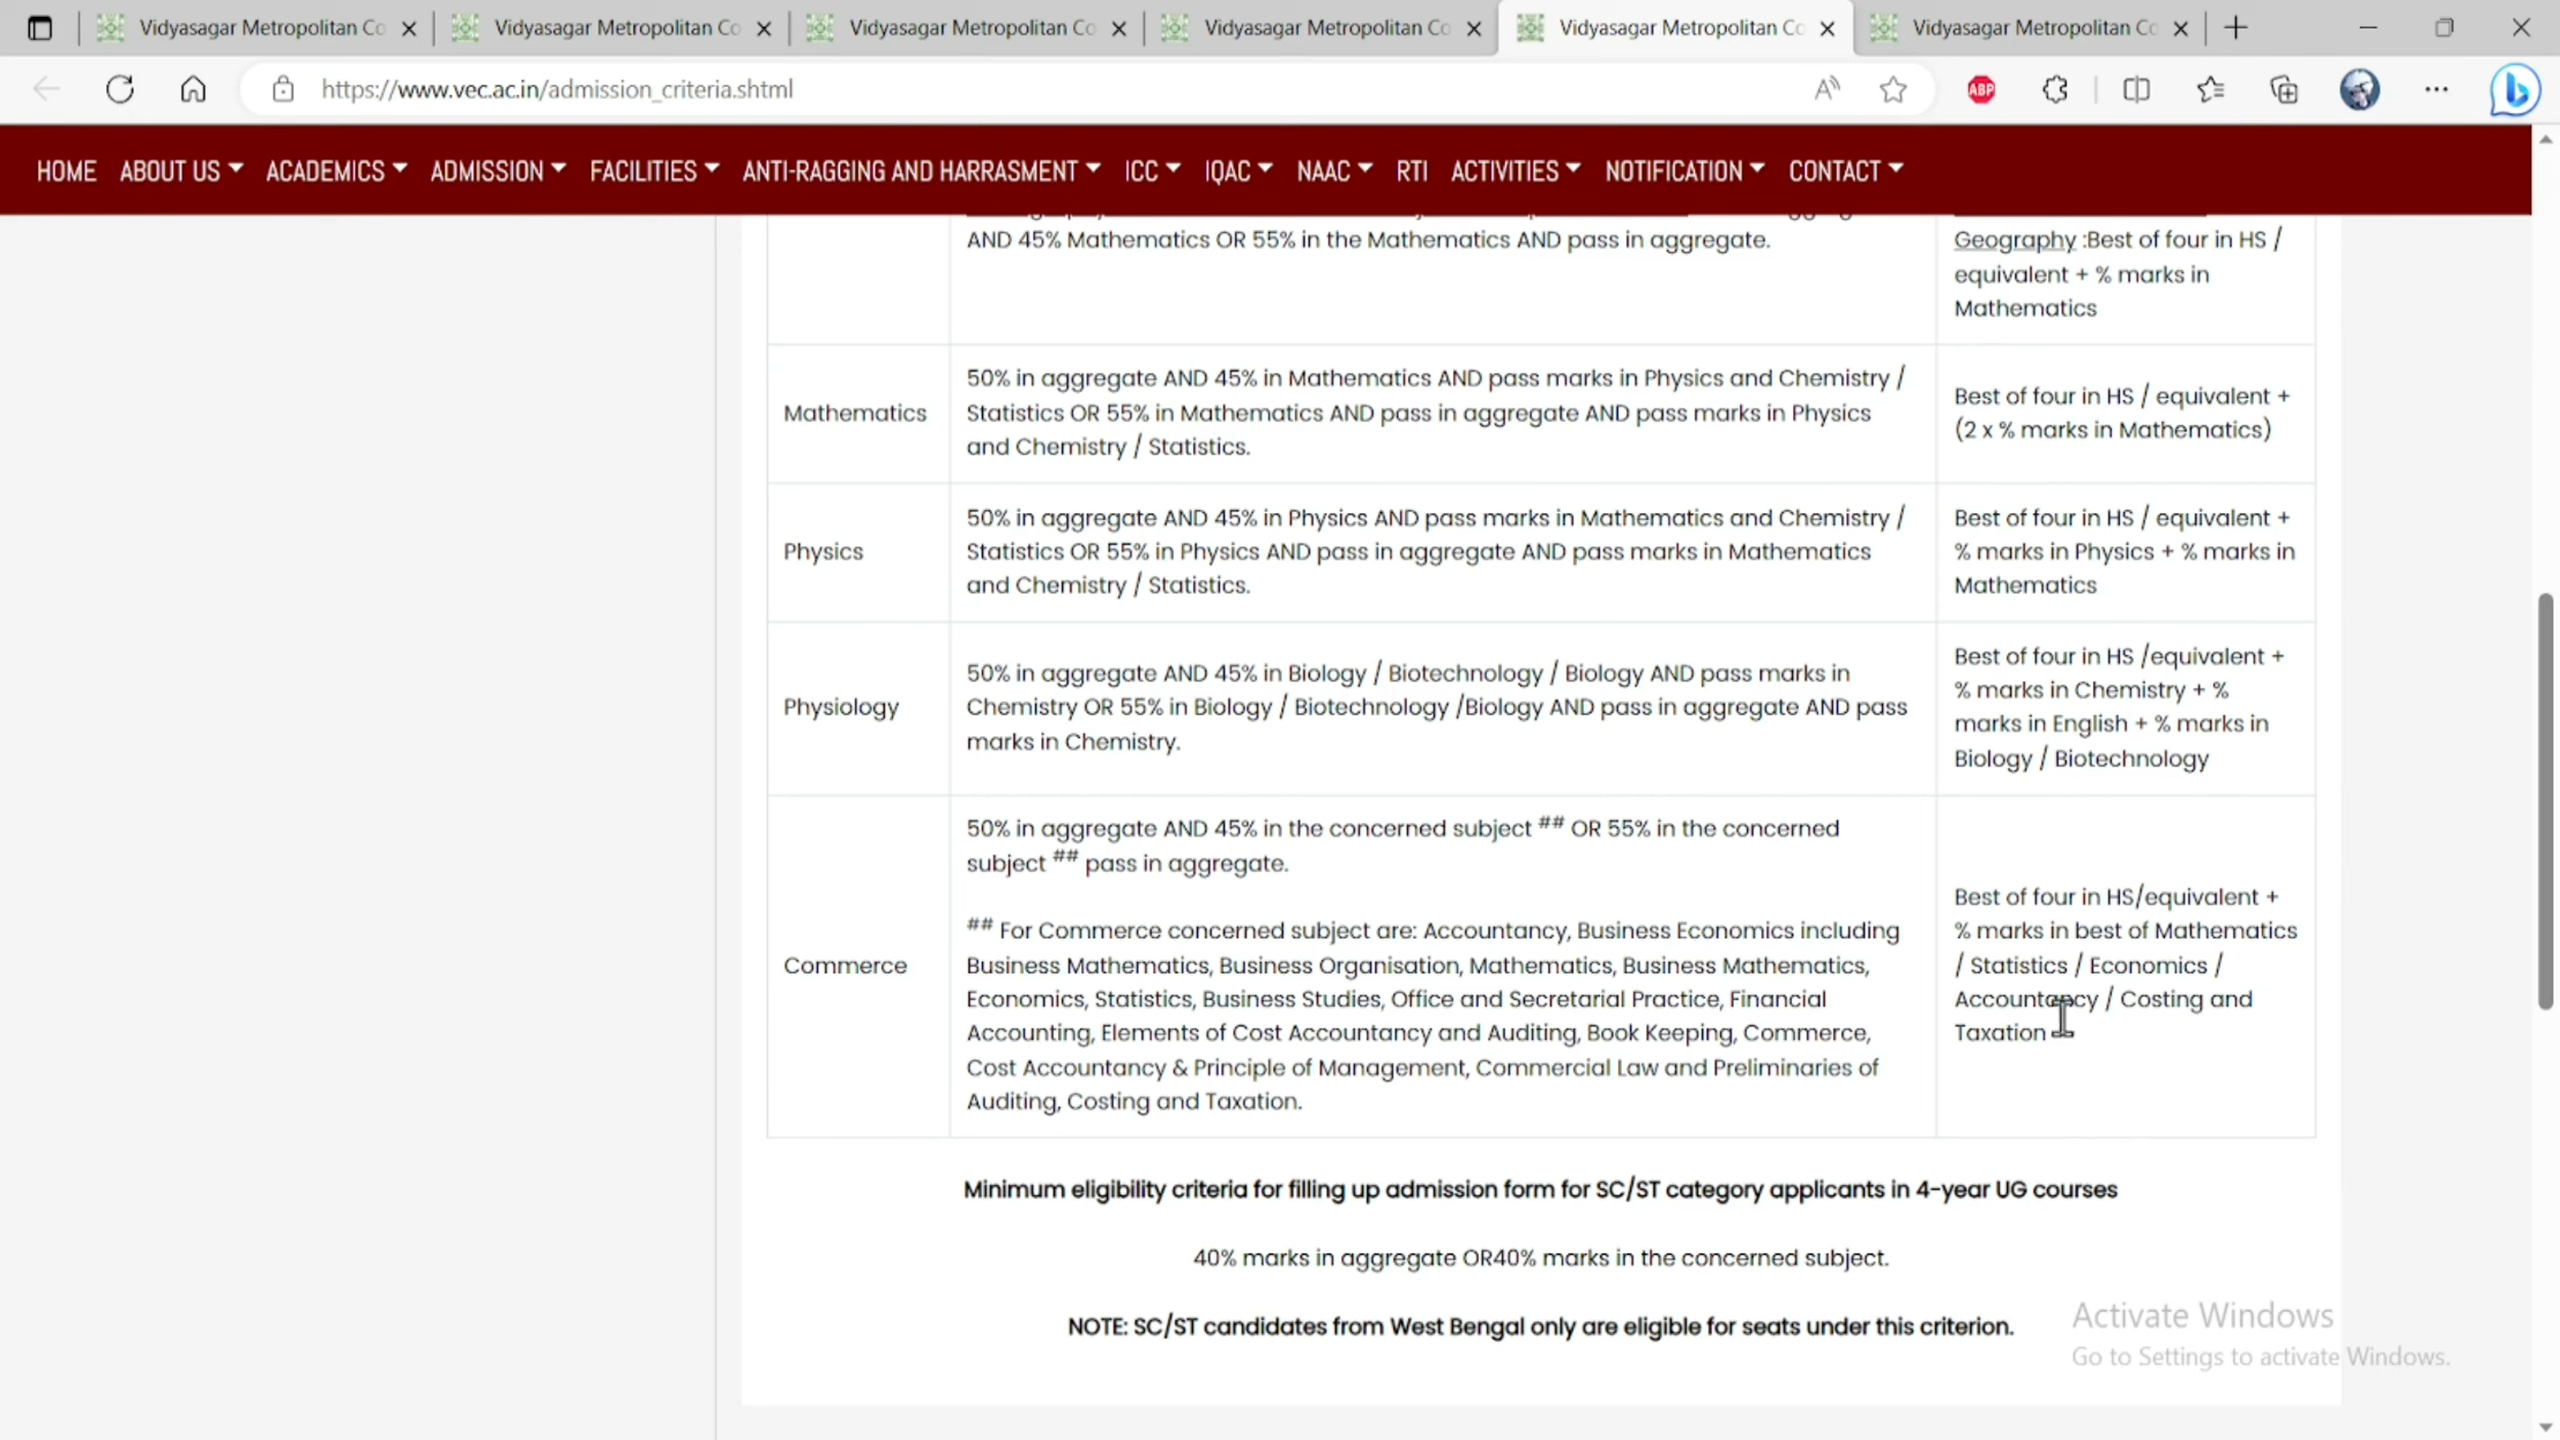 Vidyasagar Metropolitan Co
Vidyasagar Metropolitan Co
Vidyasagar Metropolitan Co
Vidyasagar Metropolitan Co
Vidyasagar Metropolitan Co
Vidyasagar Metropolitan Co
https://www.vec.ac.in/admission_criteria.shtml
ABP
HOME ABOUT US ACADEMICS ADMISSION FACILITIES ANTI-RAGGING AND HARRASMENT ICC IQAC NAAC RTI ACTIVITIES NOTIFICATION CONTACT
AND 45% Mathematics OR 55% in the Mathematics AND pass in aggregate.
Geography :Best of four in HS /
equivalent + % marks in
Mathematics
Mathematics
50% in aggregate AND 45% in Mathematics AND pass marks in Physics and Chemistry /
Statistics OR 55% in Mathematics AND pass in aggregate AND pass marks in Physics
and Chemistry / Statistics.
Best of four in HS / equivalent +
(2 x % marks in Mathematics)
Physics
50% in aggregate AND 45% in Physics AND pass marks in Mathematics and Chemistry /
Statistics OR 55% in Physics AND pass in aggregate AND pass marks in Mathematics
and Chemistry / Statistics.
Best of four in HS / equivalent +
% marks in Physics + % marks in
Mathematics
Physiology
50% in aggregate AND 45% in Biology / Biotechnology / Biology AND pass marks in
Chemistry OR 55% in Biology / Biotechnology /Biology AND pass in aggregate AND pass
marks in Chemistry.
Best of four in HS /equivalent +
% marks in Chemistry + %
marks in English + % marks in
Biology / Biotechnology
Commerce
50% in aggregate AND 45% in the concerned subject ## OR 55% in the concerned
subject ## pass in aggregate.
## For Commerce concerned subject are: Accountancy, Business Economics including
Business Mathematics, Business Organisation, Mathematics, Business Mathematics,
Economics, Statistics, Business Studies, Office and Secretarial Practice, Financial
Accounting, Elements of Cost Accountancy and Auditing, Book Keeping, Commerce,
Cost Accountancy & Principle of Management, Commercial Law and Preliminaries of
Auditing, Costing and Taxation.
Best of four in HS/equivalent +
% marks in best of Mathematics
/ Statistics / Economics /
Accountancy / Costing and
Taxation
Minimum eligibility criteria for filling up admission form for SC/ST category applicants in 4-year UG courses
40% marks in aggregate OR40% marks in the concerned subject.
NOTE: SC/ST candidates from West Bengal only are eligible for seats under this criterion.
Activate Windows
Go to Settings to activate Windows.